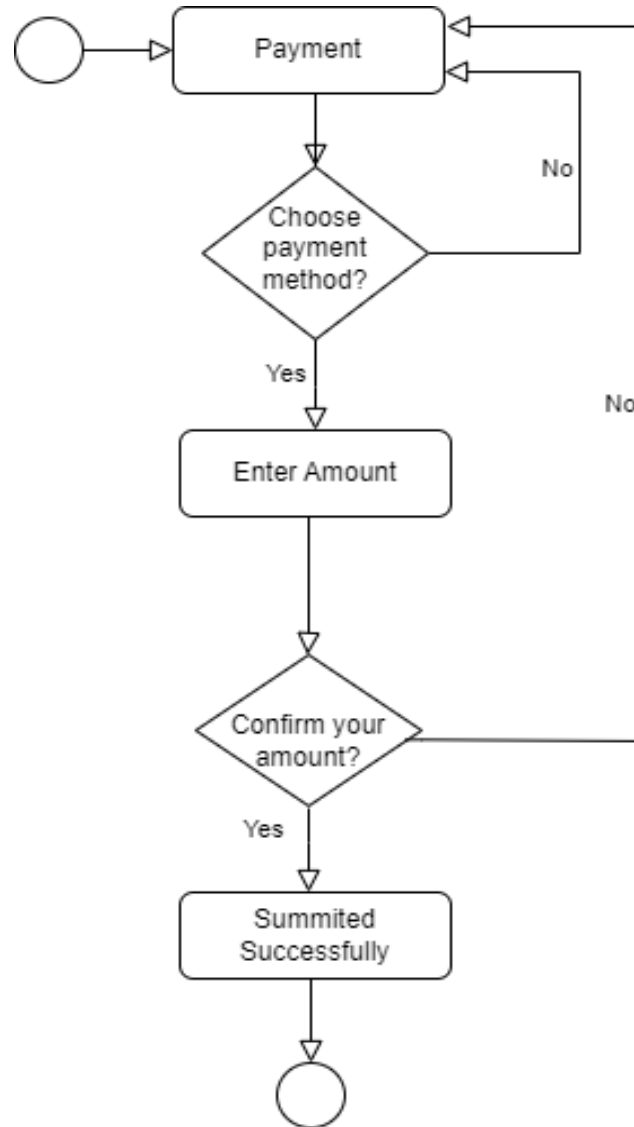 Payment
No
Choose
payment
method?
Yes
No
Enter Amount
Confirm your
amount?
Yes
Summited
Successfully